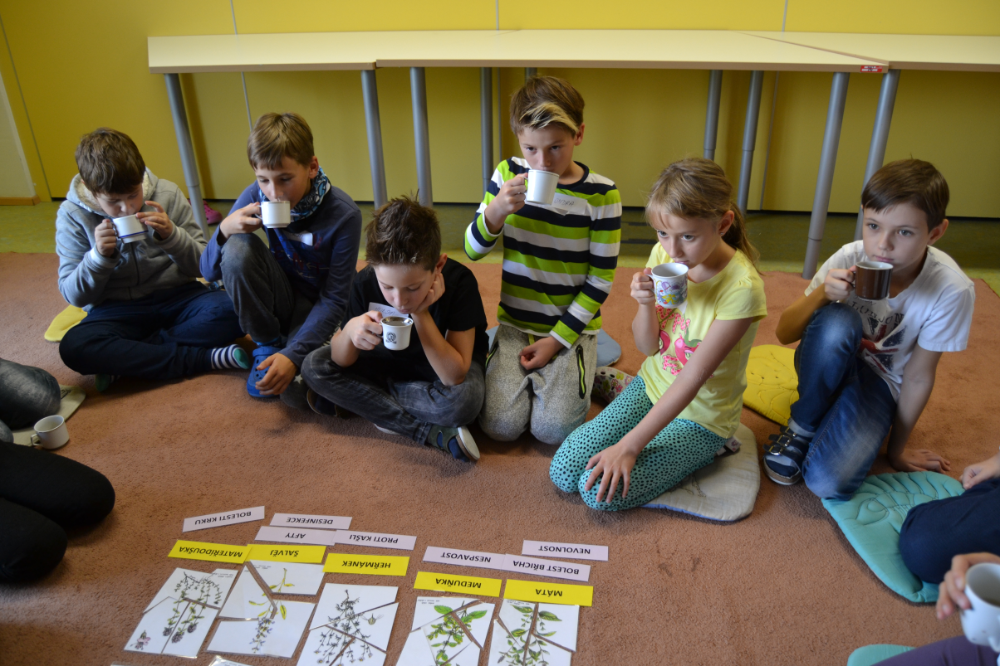 BOLESTI KRKU
DESINFEKCE
AFTY
PROTI KAŠLI
NESPAVOST
NEVOLNOST
BOLEST BŘICHA
MATEŘÍDOUŠKA
ŠALVĚJ
HEŘMÁNEK
MEDUŇKA
MÁTA